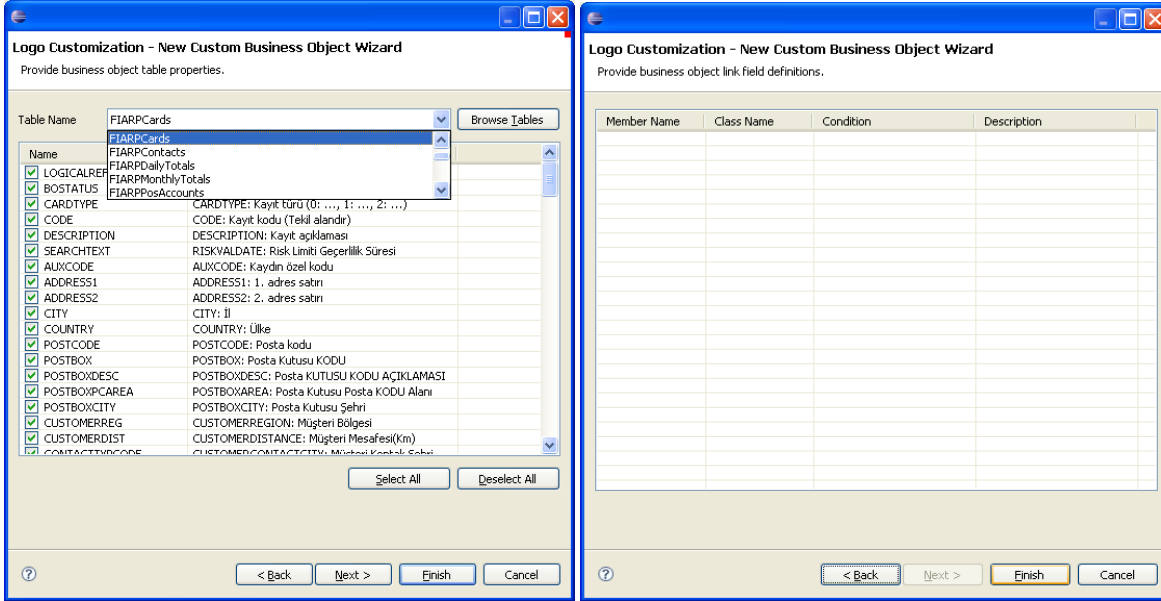 Logo Customization - New Custom Business Object Wizard
Provide business object table properties.
Table Name FIARPCards Browse Tables
FIARPCards
FIARPContacts
FIARPDailyTotals
FIARPMonthlyTotals
FIARPPosAccounts
Name
LOGICALREF
BOSTATUS
CARDTYPE CARDTYPE: Kayıt türü (0: ..., 1: ..., 2: ...)
CODE CODE: Kayıt kodu (Tekil alandır)
DESCRIPTION DESCRIPTION: Kayıt açıklaması
SEARCHTEXT RISKVALDATE: Risk Limiti Geçerlilik Süresi
AUXCODE AUXCODE: Kaydın özel kodu
ADDRESS1 ADDRESS1: 1. adres satırı
ADDRESS2 ADDRESS2: 2. adres satırı
CITY CITY: İl
COUNTRY COUNTRY: Ülke
POSTCODE POSTCODE: Posta kodu
POSTBOX POSTBOX: Posta Kutusu KODU
POSTBOXDESC POSTBOXDESC: Posta KUTUSU KODU AÇIKLAMASI
POSTBOXPCAREA POSTBOXAREA: Posta Kutusu Posta KODU Alanı
POSTBOXCITY POSTBOXCITY: Posta Kutusu Şehri
CUSTOMERREG CUSTOMERREGION: Müşteri Bölgesi
CUSTOMERDIST CUSTOMERDISTANCE: Müşteri Mesafesi(Km)
CONTACTTYPCODE CUSTOMERCONTACTCITY: Müşteri Kontak Şehri
Select All Deselect All
< Back Next > Finish Cancel
Logo Customization - New Custom Business Object Wizard
Provide business object link field definitions.
Member Name Class Name Condition Description
< Back Next > Finish Cancel